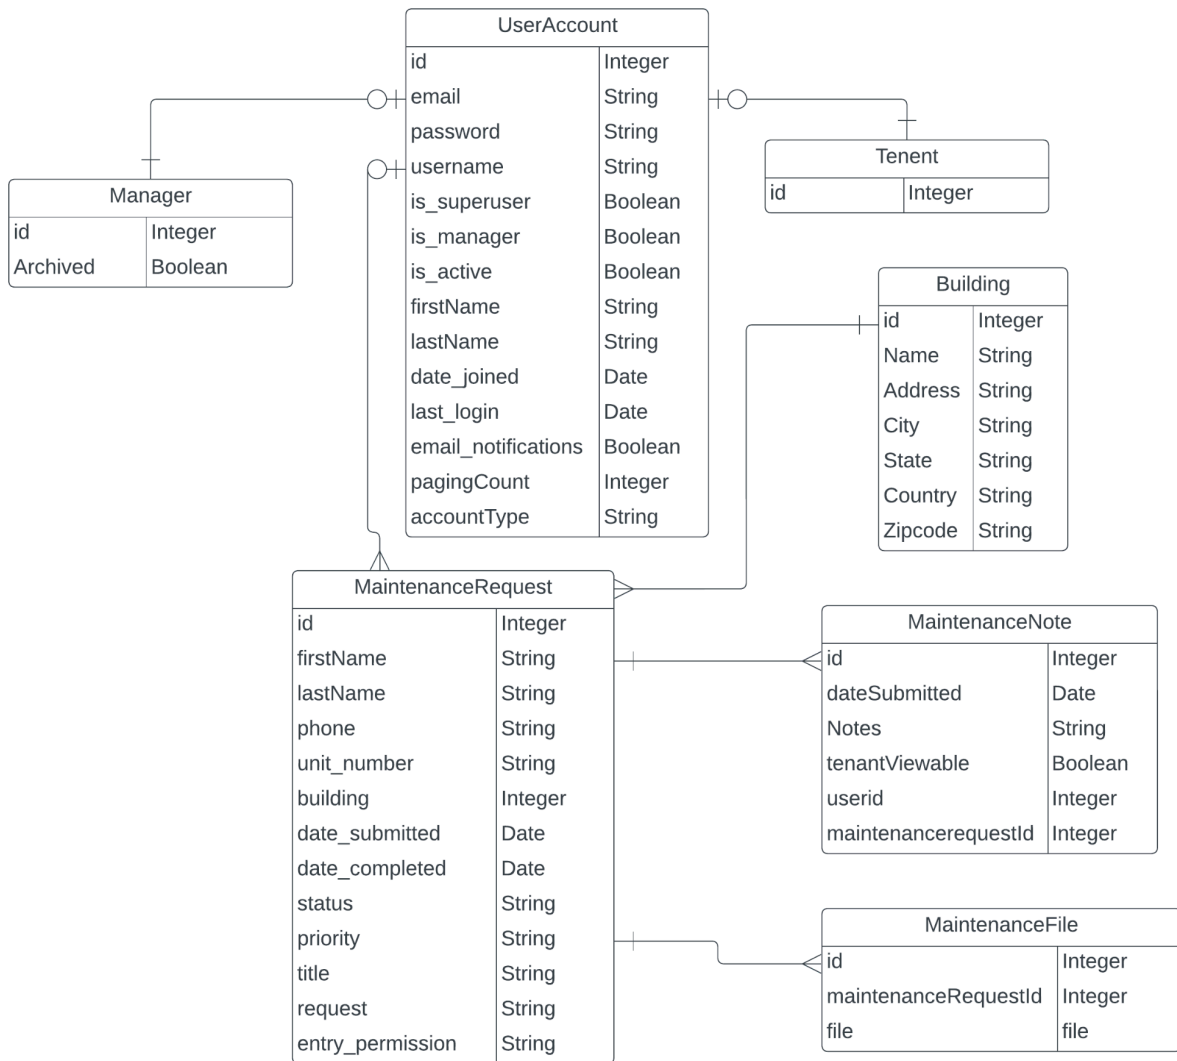 UserAccount
id Integer
email String
password String
username String
is_superuser Boolean
is_manager Boolean
is_active Boolean
firstName String
lastName String
date_joined Date
last_login Date
email_notifications Boolean
pagingCount Integer
accountType String
Tenent
id Integer
Manager
id Integer
Archived Boolean
Building
id Integer
Name String
Address String
City String
State String
Country String
Zipcode String
MaintenanceRequest
id Integer
firstName String
lastName String
phone String
unit_number String
building Integer
date_submitted Date
date_completed Date
status String
priority String
title String
request String
entry_permission String
MaintenanceNote
id Integer
dateSubmitted Date
Notes String
tenantViewable Boolean
userid Integer
maintenancerequestId Integer
MaintenanceFile
id Integer
maintenanceRequestId Integer
file file